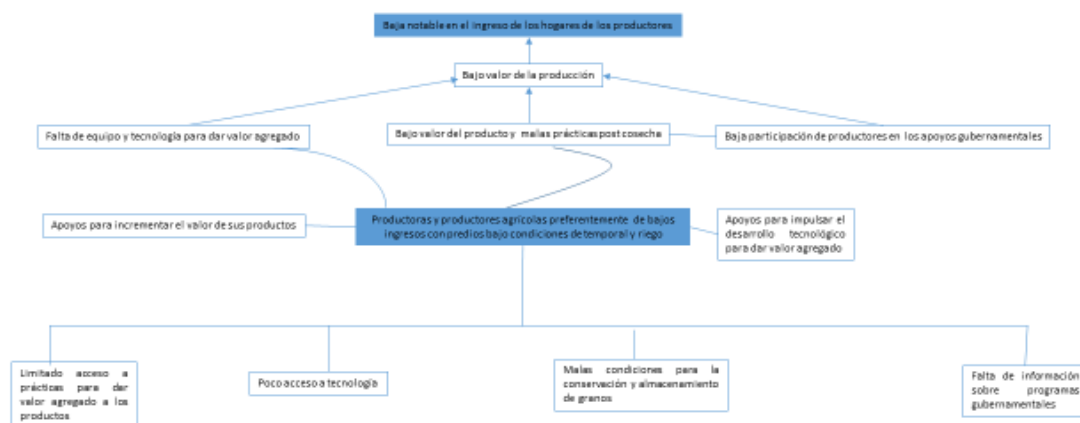 Baja notable en el ingreso de los hogares de los productores
Bajo valor de la producción
Falta de equipo y tecnología para dar valor agregado
Bajo valor del producto y malas prácticas post cosecha
Baja participación de productores en los apoyos gubernamentales
Apoyos para incrementar el valor de sus productos
Productoras y productores agrícolas preferentemente de bajos
ingresos con predios bajo condiciones de temporal y riego
Apoyos para impulsar el
desarrollo tecnológico
para dar valor agregado
Limitado acceso a
prácticas para dar
valor agregado a los
productos
Poco acceso a tecnología
Malas condiciones para la
conservación y almacenamiento
de granos
Falta de información
sobre programas
gubernamentales